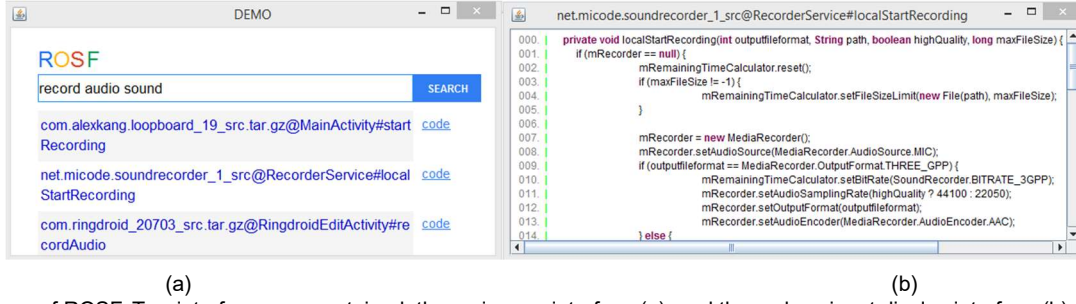 DEMO
ROSF
record audio sound
SEARCH
com.alexkang.loopboard_19_src.tar.gz@MainActivity#start
Recording
code
net.micode.soundrecorder_1_src@RecorderService#local
StartRecording
code
com.ringdroid_20703_src.tar.gz@RingdroidEditActivity#re
cordAudio
code
net.micode.soundrecorder_1_src@RecorderService#localStartRecording
000. private void localStartRecording(int outputfileformat, String path, boolean highQuality, long maxFileSize) {
001. if (mRecorder == null) {
002. mRemainingTimeCalculator.reset();
003. if (maxFileSize != -1) {
004. mRemainingTimeCalculator.setFileSizeLimit(new File(path), maxFileSize);
005. }
006.
007. mRecorder = new MediaRecorder();
008. mRecorder.setAudioSource(MediaRecorder.AudioSource.MIC);
009. if (outputfileformat == MediaRecorder.OutputFormat.THREE_GPP) {
010. mRemainingTimeCalculator.setBitRate(SoundRecorder.BITRATE_3GPP);
011. mRecorder.setAudioSamplingRate(highQuality ? 44100 : 22050);
012. mRecorder.setOutputFormat(outputfileformat);
013. mRecorder.setAudioEncoder(MediaRecorder.AudioEncoder.AAC);
014. } else {
(a)
(b)